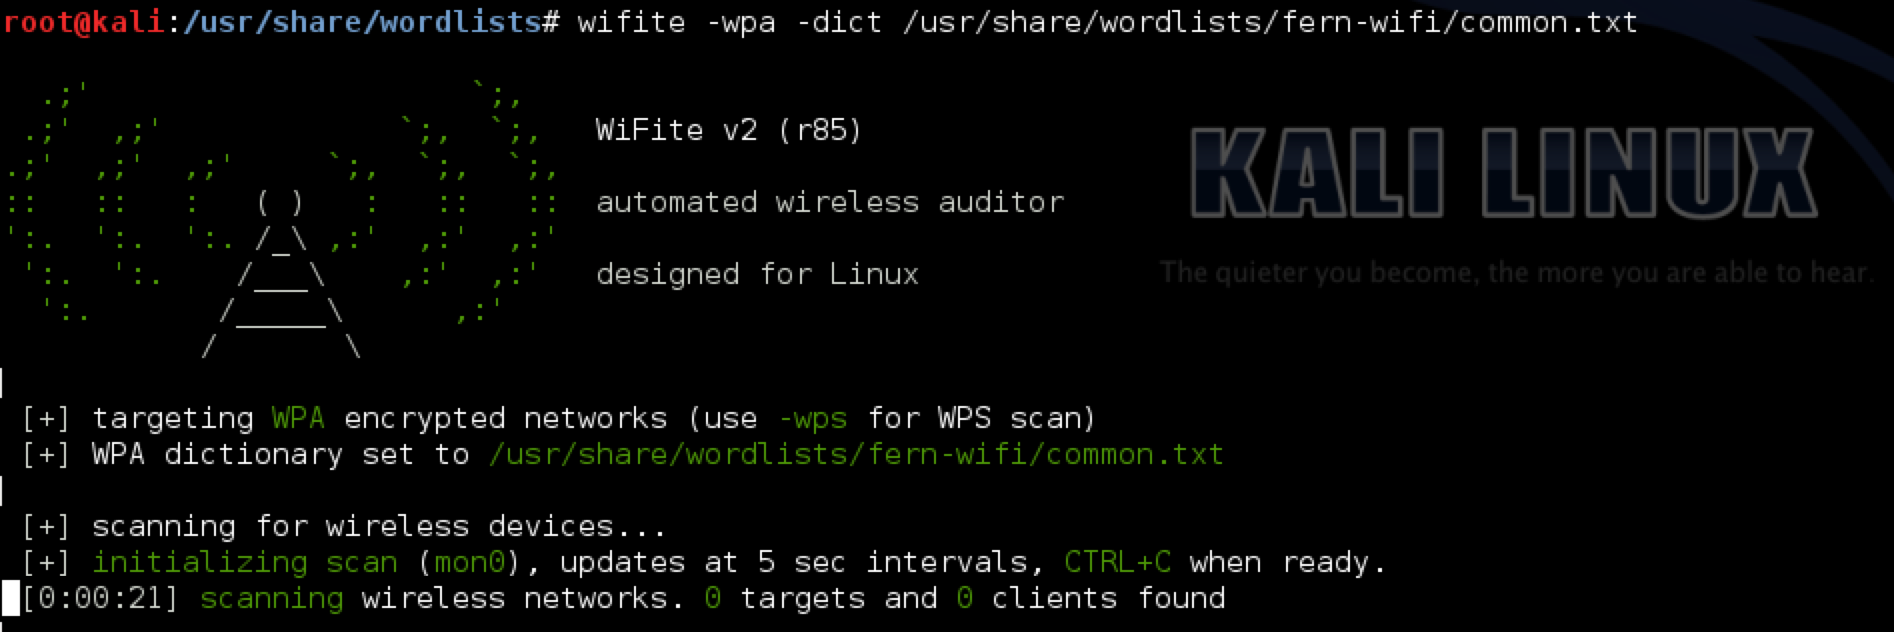 root@kali:/usr/share/wordlists# wifite -wpa -dict /usr/share/wordlists/fern-wifi/common.txt
WiFite v2 (r85)
automated wireless auditor
designed for Linux
KALI LINUX
The quieter you become, the more you are able to hear.
[+] targeting WPA encrypted networks (use -wps for WPS scan)
[+] WPA dictionary set to /usr/share/wordlists/fern-wifi/common.txt
[+] scanning for wireless devices...
[+] initializing scan (mon0), updates at 5 sec intervals, CTRL+C when ready.
[0:00:21] scanning wireless networks. 0 targets and 0 clients found